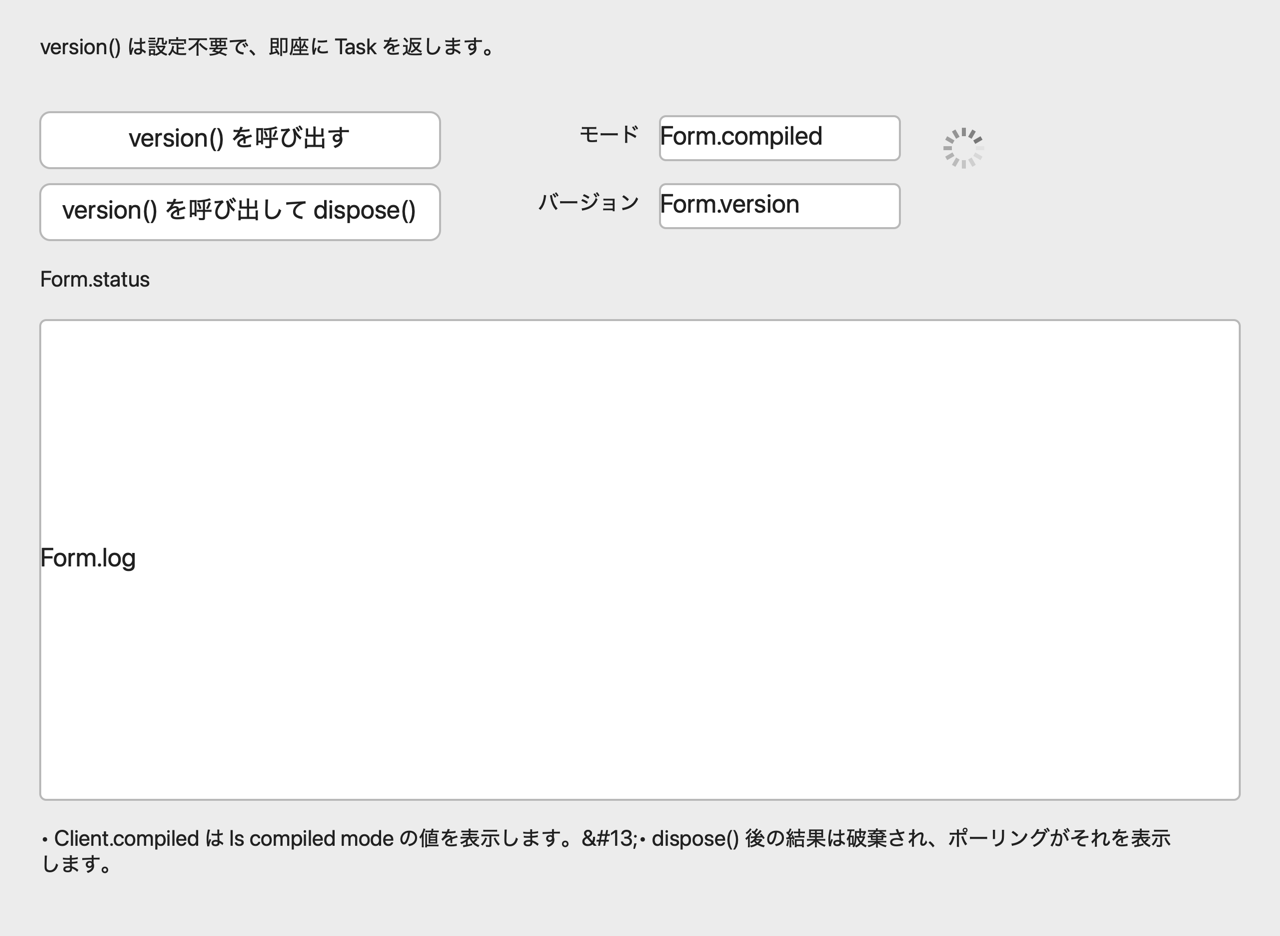 version() は設定不要で、即座に Task を返します。
version() を呼び出す
モード
Form.compiled
version() を呼び出して dispose()
バージョン
Form.version
Form.status
Form.log
• Client.compiled は Is compiled mode の値を表示します。&#13;• dispose() 後の結果は破棄され、ポーリングがそれを表示
します。